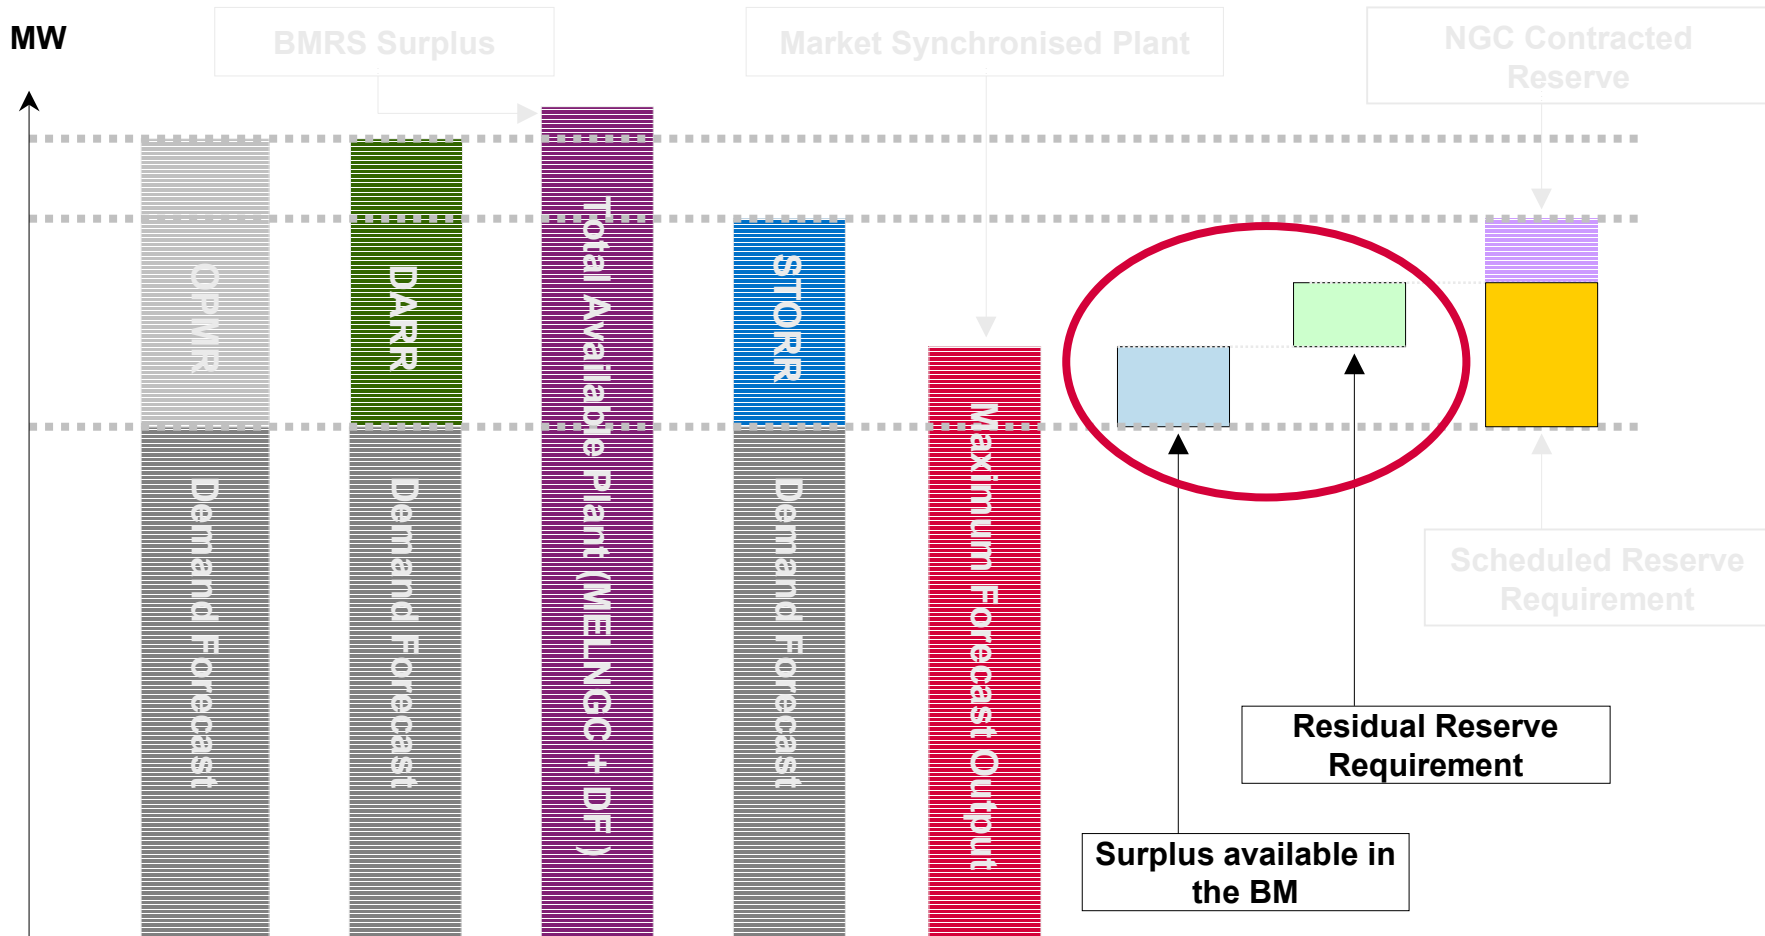 MW
BMRS Surplus
Market Synchronised Plant
NGC Contracted
Reserve
OPMR
Demand Forecast
DARR
Demand Forecast
Total Available Plant (MELNGC + DF )
STORR
Demand Forecast
Maximum Forecast Output
Scheduled Reserve
Requirement
Residual Reserve
Requirement
Surplus available in
the BM